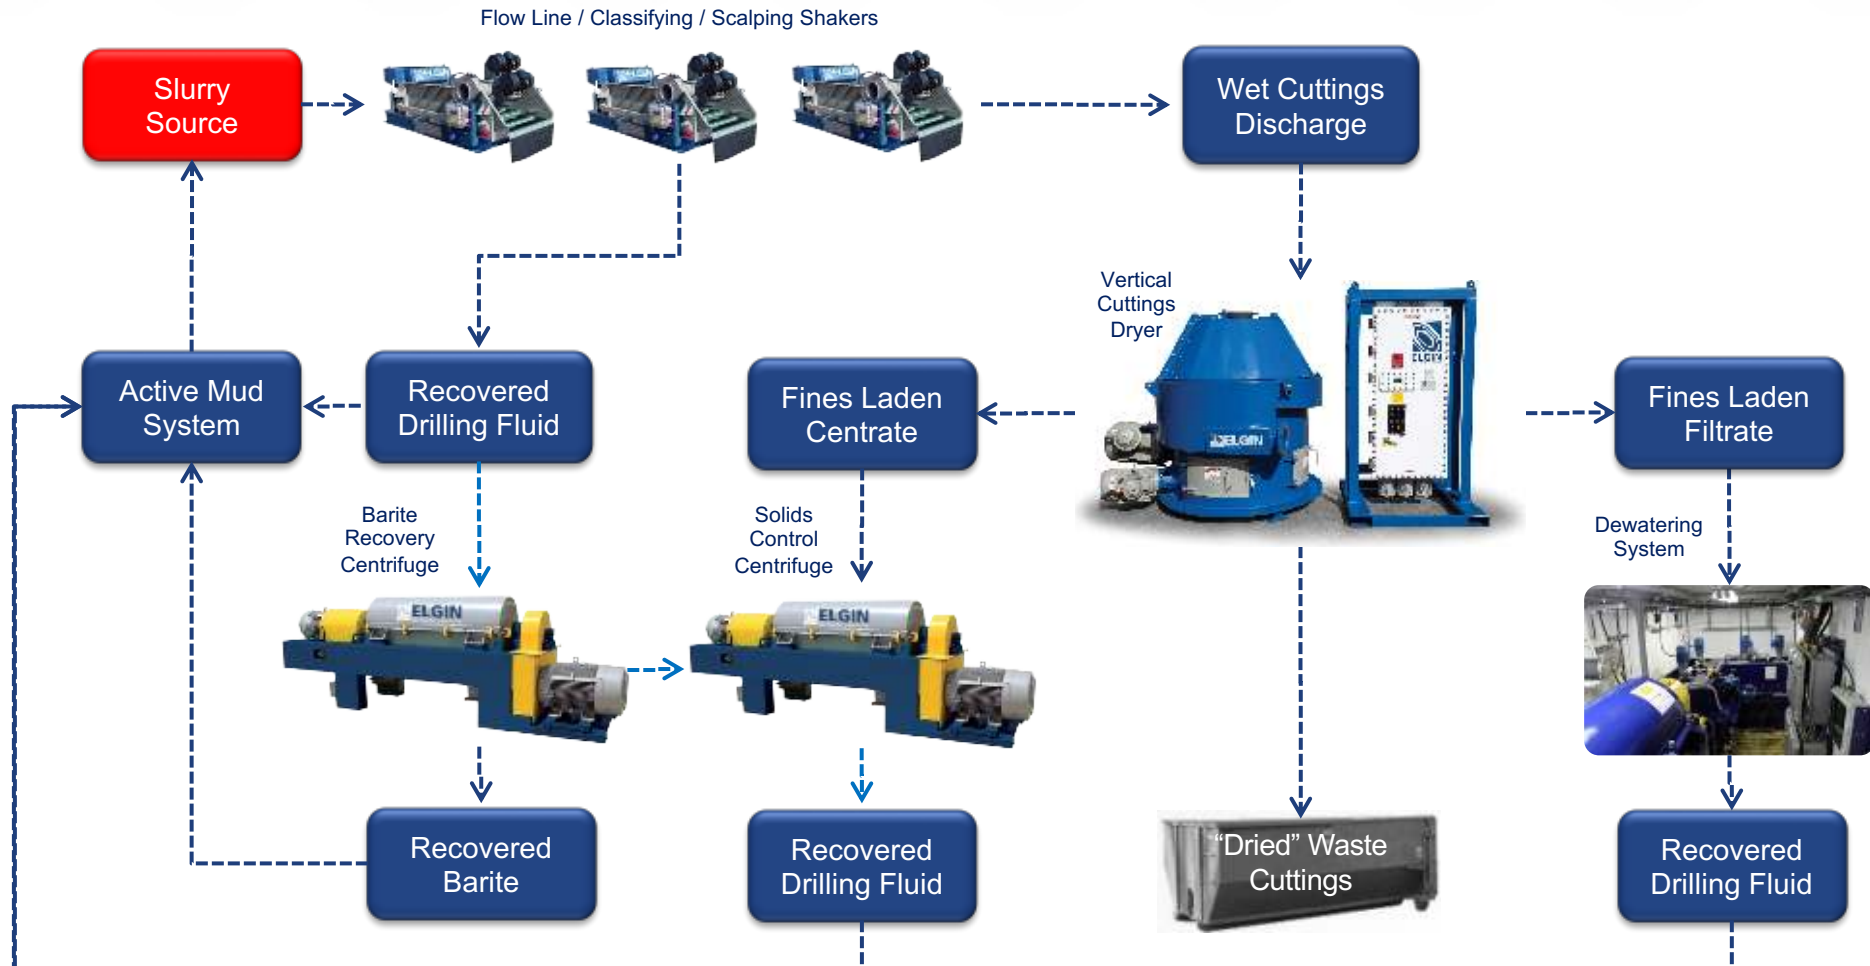 Flow Line / Classifying / Scalping Shakers
Slurry
Source
Wet Cuttings
Discharge
Vertical
Cuttings
Dryer
ELGIN
ELGIN
Active Mud
System
Recovered
Drilling Fluid
Fines Laden
Centrate
Fines Laden
Filtrate
Barite
Recovery
Centrifuge
Solids
Control
Centrifuge
Dewatering
System
ELGIN
ELGIN
Recovered
Barite
Recovered
Drilling Fluid
“Dried” Waste
Cuttings
Recovered
Drilling Fluid